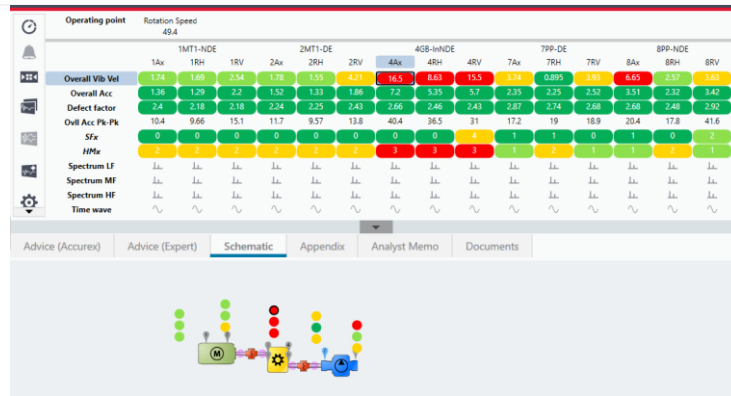 Operating point Rotation Speed
49.4
1MT1-NDE 2MT1-DE 4GB-InNDE 7PP-DE 8PP-NDE
1Ax 1RH 1RV 2Ax 2RH 2RV 4Ax 4RH 4RV 7Ax 7RH 7RV 8Ax 8RH 8RV
Overall Vib Vel 1.74 1.69 2.54 1.78 1.55 4.21 16.5 8.63 15.5 3.74 0.895 3.93 6.65 2.57 3.63
Overall Acc 1.36 1.29 2.2 1.52 1.33 1.86 7.2 5.35 5.7 2.35 2.25 2.52 3.51 2.32 3.42
Defect factor 2.4 2.18 2.18 2.24 2.25 2.43 2.66 2.46 2.43 2.87 2.74 2.68 2.68 2.48 2.92
Ovll Acc Pk-Pk 10.4 9.66 15.1 11.7 9.57 13.8 40.4 36.5 31 17.2 19 18.9 20.4 17.8 41.6
SFx 0 0 0 0 0 0 0 0 4 1 1 0 1 0 2
HMx 2 2 2 2 2 2 3 3 3 1 2 1 1 2 1
Spectrum LF
Spectrum MF
Spectrum HF
Time wave
Advice (Accurex) Advice (Expert) Schematic Appendix Analyst Memo Documents
M